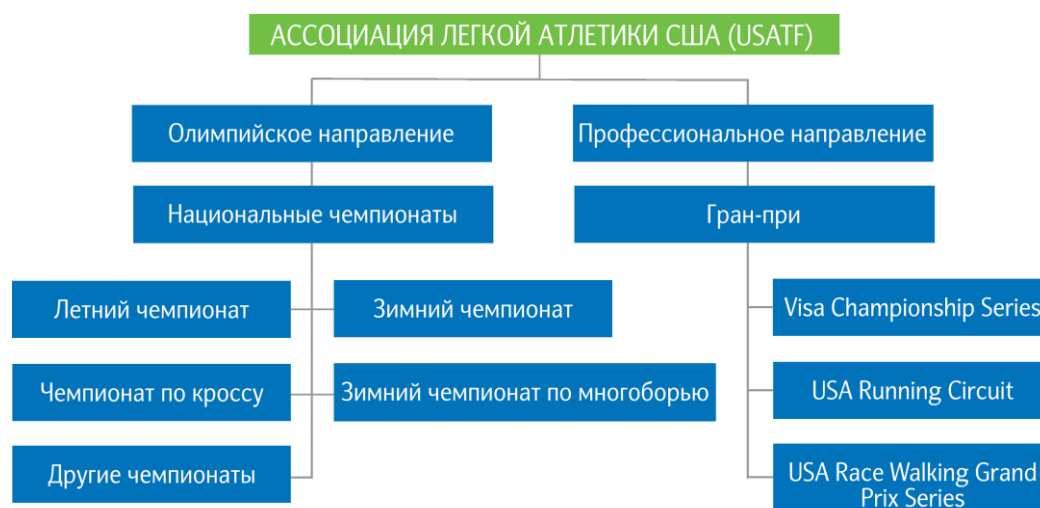 АССОЦИАЦИЯ ЛЕГКОЙ АТЛЕТИКИ США (USATF)
Олимпийское направление
Профессиональное направление
Национальные чемпионаты
Гран-при
Летний чемпионат
Зимний чемпионат
Visa Championship Series
Чемпионат по кроссу
Зимний чемпионат по многоборью
USA Running Circuit
Другие чемпионаты
USA Race Walking Grand
Prix Series